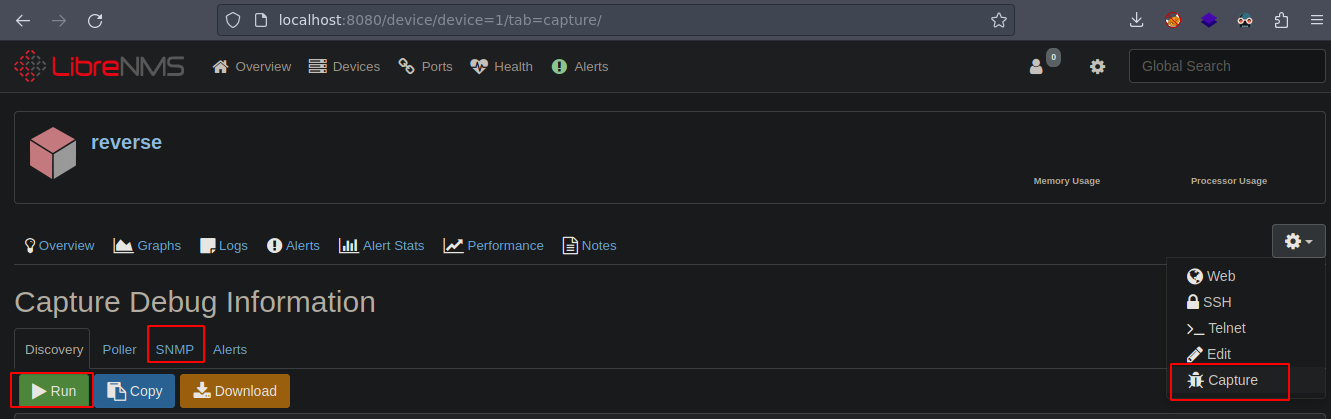 localhost:8080/device/device=1/tab=capture/
LibreNMS Overview Devices Ports Health Alerts 0 Global Search
reverse
Memory Usage Processor Usage
Overview Graphs Logs Alerts Alert Stats Performance Notes
Web
SSH
Telnet
Edit
Capture
Capture Debug Information
Discovery Poller SNMP Alerts
Run Copy Download